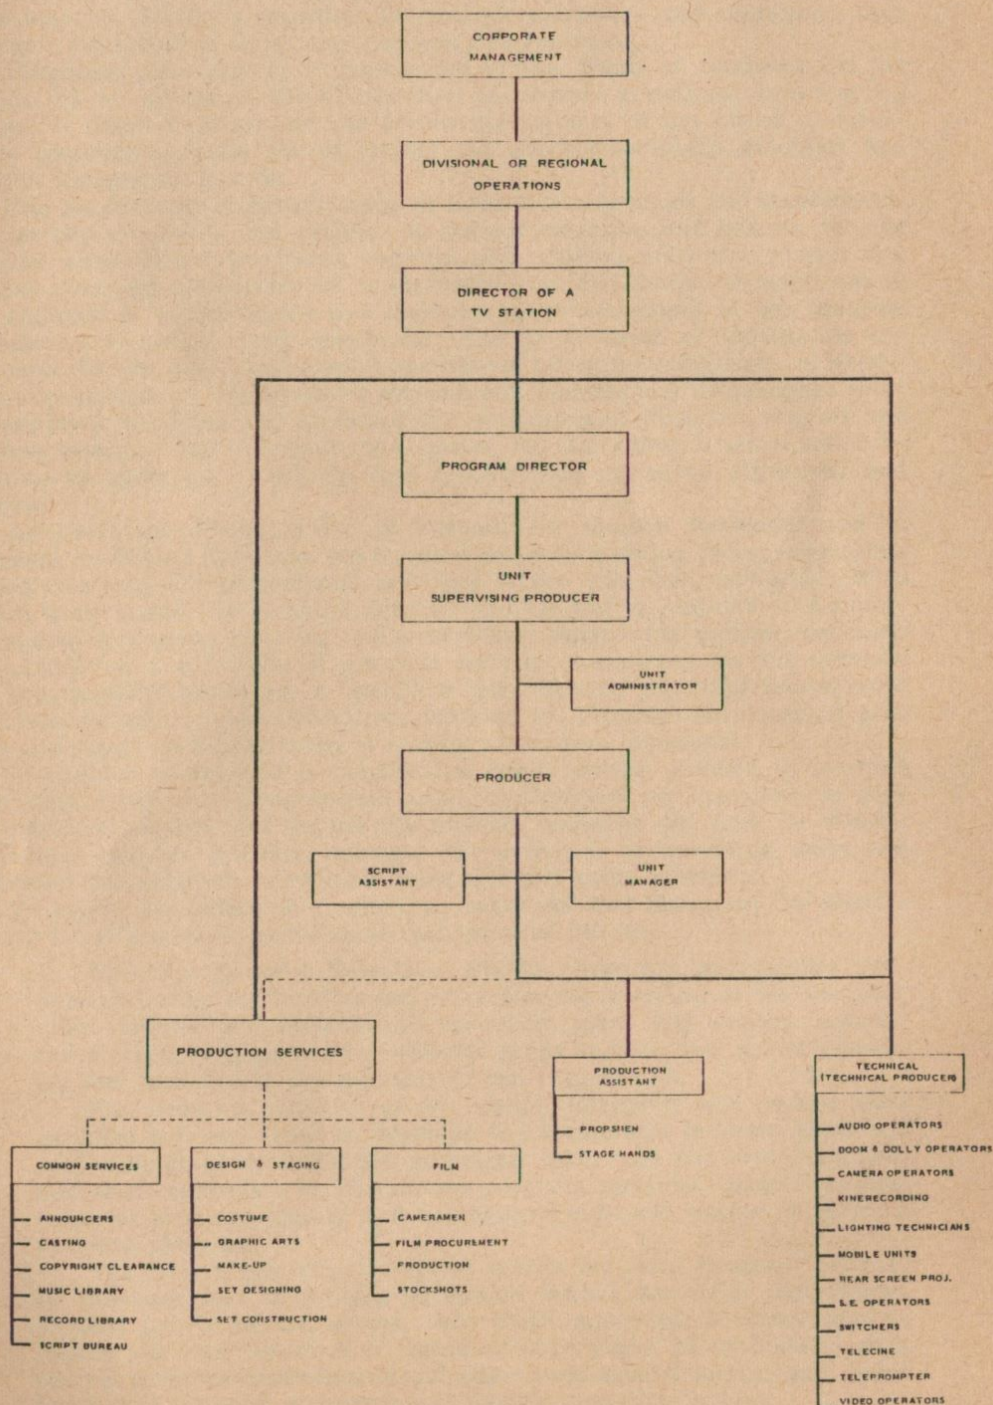 CORPORATE
MANAGEMENT
DIVISIONAL OR REGIONAL
OPERATIONS
DIRECTOR OF A
TV STATION
PROGRAM DIRECTOR
UNIT
SUPERVISING PRODUCER
UNIT
ADMINISTRATOR
PRODUCER
SCRIPT
ASSISTANT
UNIT
MANAGER
PRODUCTION SERVICES
PRODUCTION
ASSISTANT
PROPSMEN
STAGE HANDS
TECHNICAL
(TECHNICAL PRODUCER)
AUDIO OPERATORS
BOOM & DOLLY OPERATORS
CAMERA OPERATORS
KINERECORDING
LIGHTING TECHNICIANS
MOBILE UNITS
REAR SCREEN PROJ.
S.E. OPERATORS
SWITCHERS
TELECINE
TELEPROMPTER
VIDEO OPERATORS
COMMON SERVICES
ANNOUNCERS
CASTING
COPYRIGHT CLEARANCE
MUSIC LIBRARY
RECORD LIBRARY
SCRIPT BUREAU
DESIGN & STAGING
COSTUME
GRAPHIC ARTS
MAKE-UP
SET DESIGNING
SET CONSTRUCTION
FILM
CAMERAMEN
FILM PROCUREMENT
PRODUCTION
STOCKSHOTS